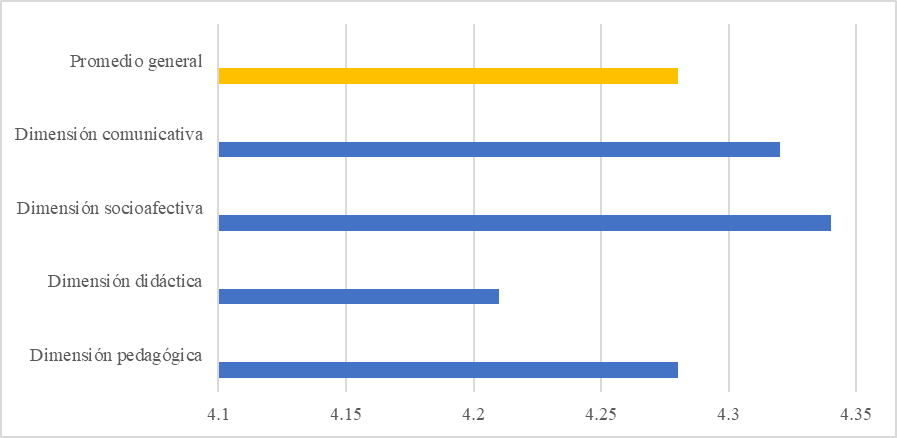 Promedio general
Dimensión comunicativa
Dimensión socioafectiva
Dimensión didáctica
Dimensión pedagógica
4.1 4.15 4.2 4.25 4.3 4.35